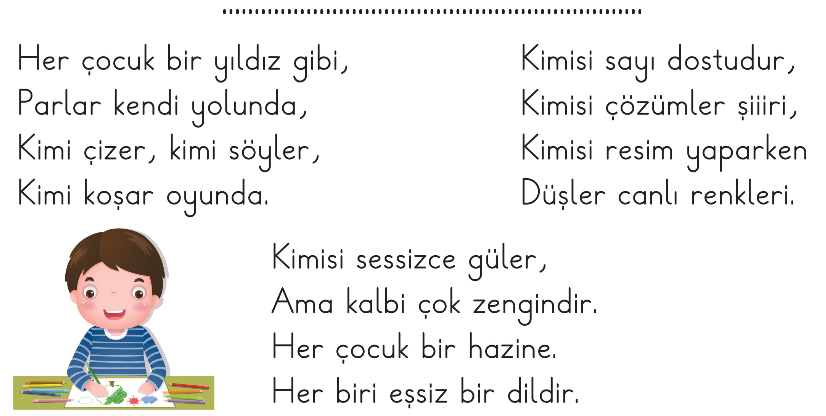 Her çocuk bir yıldız gibi,
Parlar kendi yolunda,
Kimi çizer, kimi söyler,
Kimi koşar oyunda.
Kimisi sayı dostudur,
Kimisi çözümler şiiiri,
Kimisi resim yaparken
Düşler canlı renkleri.
Kimisi sessizce güler,
Ama kalbi çok zengindir.
Her çocuk bir hazine.
Her biri eşsiz bir dildir.